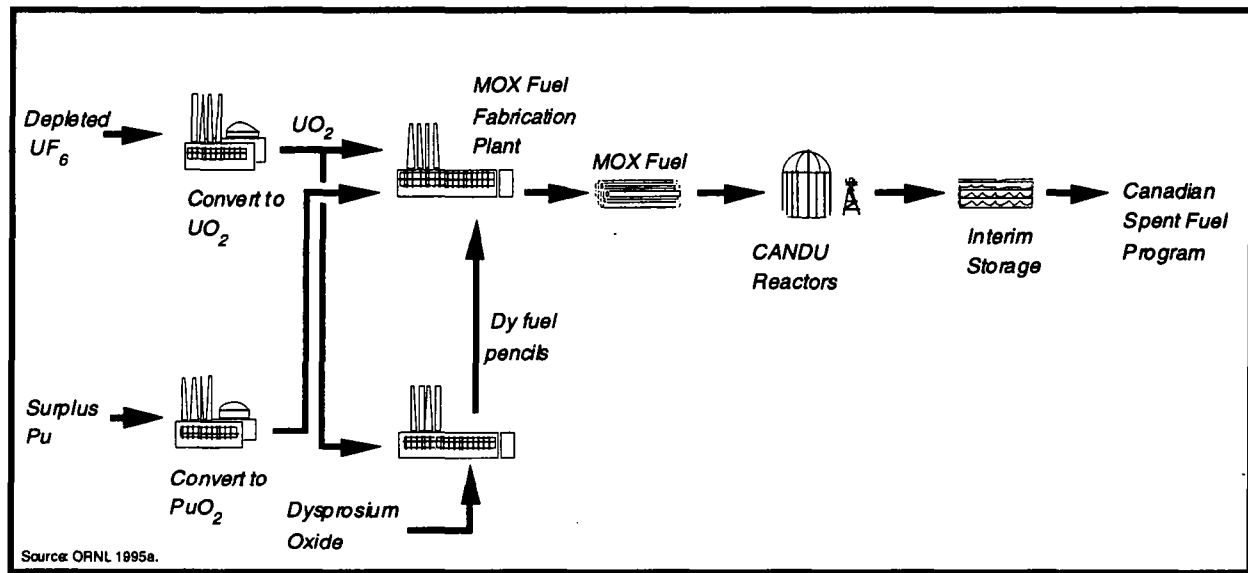 Depleted
UF6
Convert to
UO2
UO2
MOX Fuel
Fabrication
Plant
MOX Fuel
CANDU
Reactors
Interim
Storage
Canadian
Spent Fuel
Program
Dy fuel
pencils
Surplus
Pu
Convert to
PuO2
Dysprosium
Oxide
Source: ORNL 1995a.